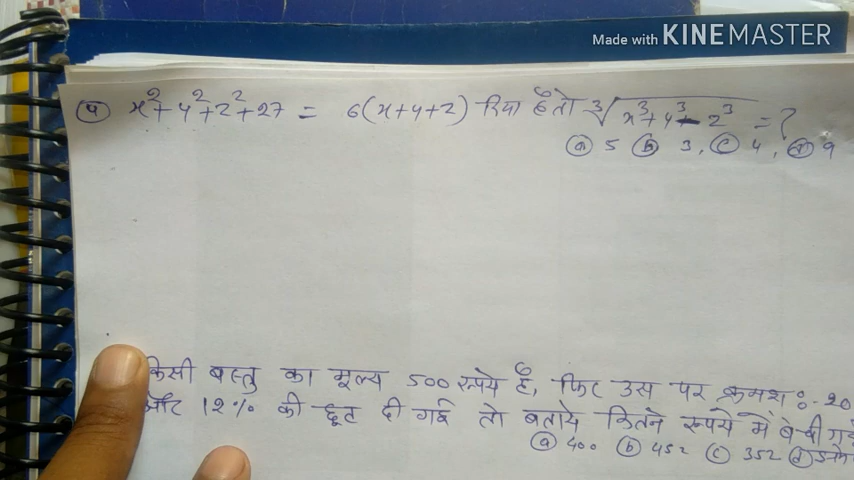 Made with KINEMASTER
(4) x²+y²+z²+27 = 6(x+y+z) दिया है तो ∛x³+y³-z³ = ?
(a) 5 (b) 3, (c) 4, (d) 9
किसी वस्तु का मूल्य 500 रुपये है, फिर उस पर क्रमश:- 20
और 12% की छूट दी गई तो बताये कितने रुपये में बेची
(a) 400 (b) 452 (c) 352 (d)